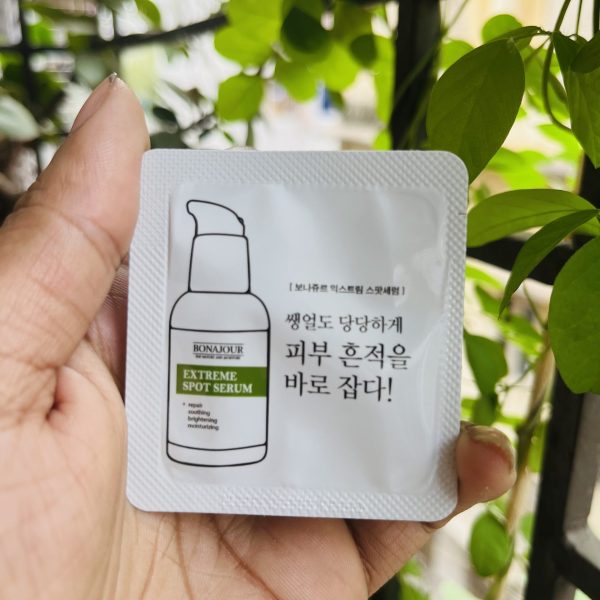 [ 보나쥬르 익스트림 스팟세럼 ]
쌩얼도 당당하게
피부 흔적을
바로 잡다!
BONAJOUR
EXTREME
SPOT SERUM
+ repair
soothing
brightening
moisturizing